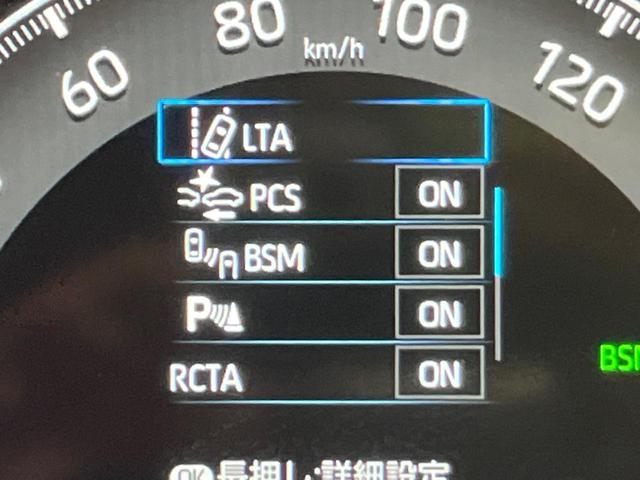 60 80 100 120
km/h
LTA
PCS ON
BSM ON
P ON
RCTA ON
BSM
OK 長押し:詳細設定